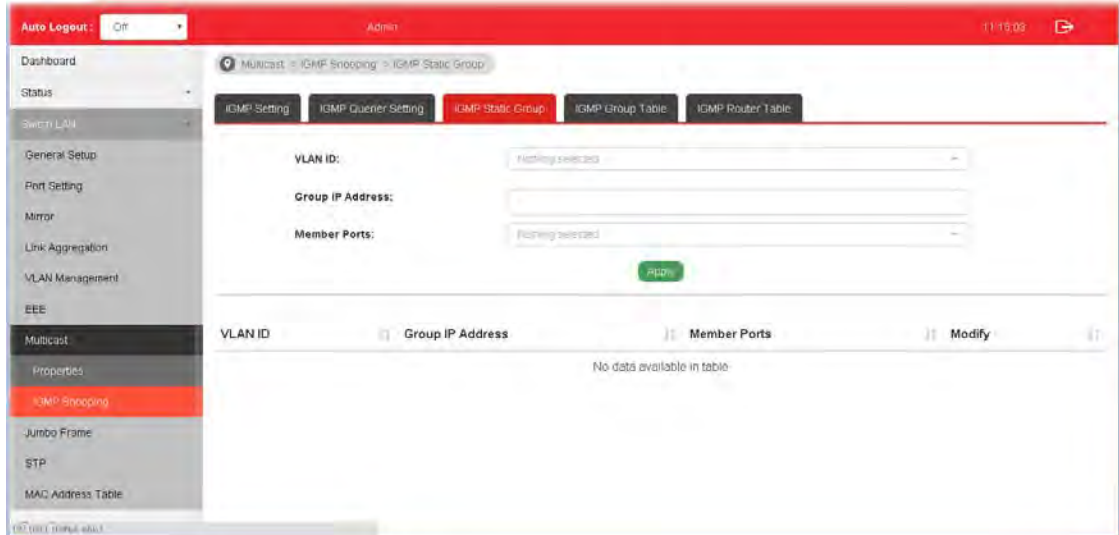 Auto Logout : Off Admin 11:16:03
Dashboard
Multicast > IGMP Snooping > IGMP Static Group
Status
Switch LAN
IGMP Setting IGMP Querier Setting IGMP Static Group IGMP Group Table IGMP Router Table
General Setup
VLAN ID: Nothing selected
Port Setting
Group IP Address:
Mirror
Member Ports: Nothing selected
Link Aggregation
Apply
VLAN Management
EEE
VLAN ID Group IP Address Member Ports Modify
Multicast
No data available in table
Properties
IGMP Snooping
Jumbo Frame
STP
MAC Address Table